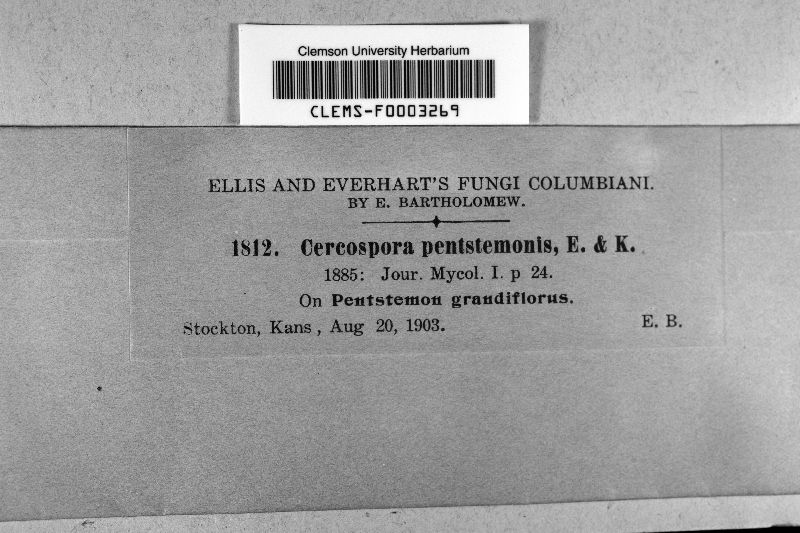 Clemson University Herbarium
CLEMS-F0003269
ELLIS AND EVERHART'S FUNGI COLUMBIANI.
BY E. BARTHOLOMEW.
1812. Cercospora pentstemonis, E. & K.
1885: Jour. Mycol. I. p 24.
On Pentstemon grandiflorus.
Stockton, Kans, Aug 20, 1903. E. B.